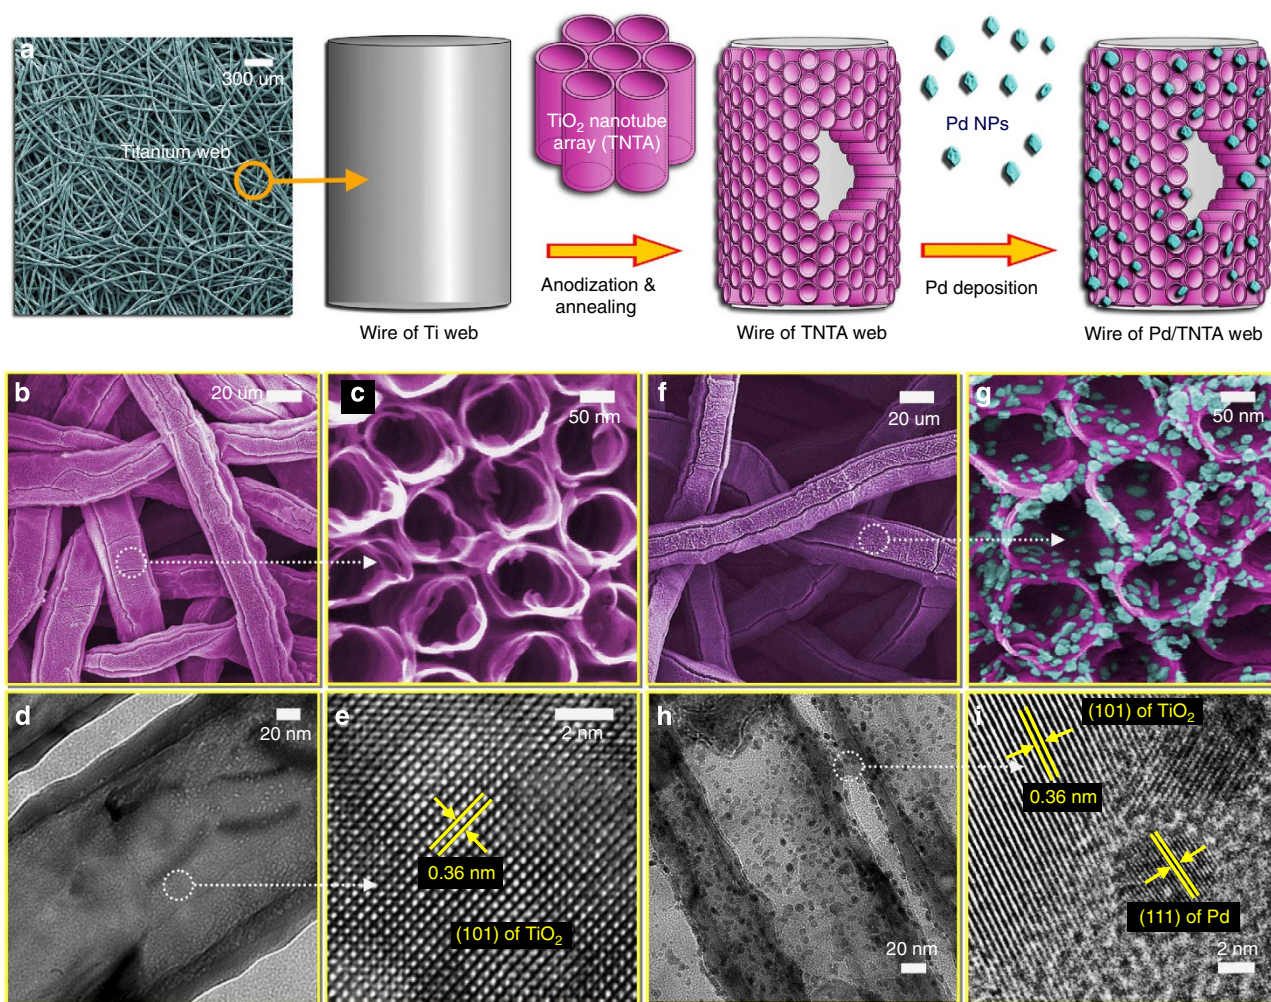 a
300 um
Titanium web
Wire of Ti web
TiO₂ nanotube
array (TNTA)
Anodization &
annealing
Wire of TNTA web
Pd NPs
Pd deposition
Wire of Pd/TNTA web
b
20 um
c
50 nm
f
20 um
g
50 nm
d
20 nm
e
2 nm
0.36 nm
(101) of TiO₂
h
20 nm
i
(101) of TiO₂
0.36 nm
(111) of Pd
2 nm